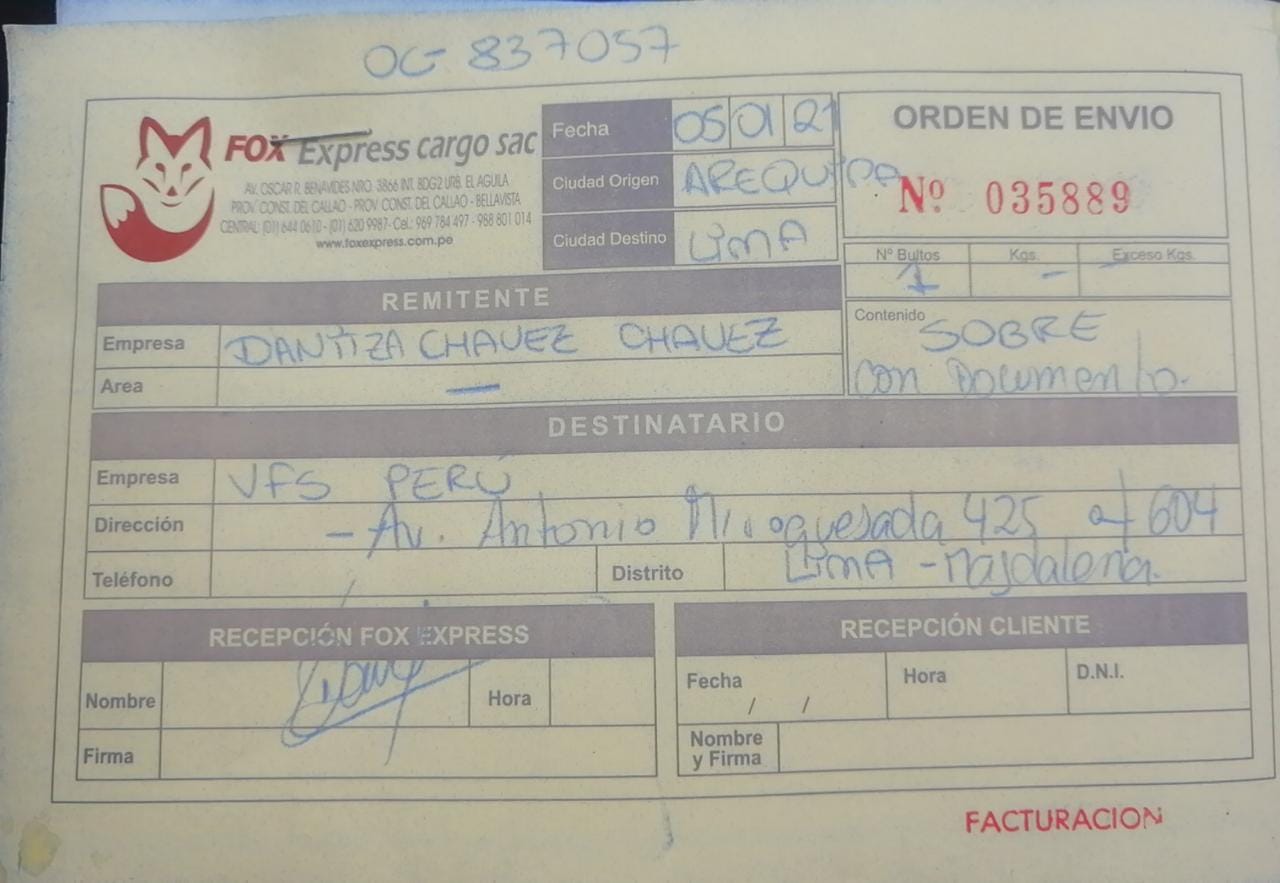 OG 837057
FOX Express cargo sac
AV. OSCAR R. BENAVIDES NRO. 3866 INT. BDG2 URB. EL AGUILA
PROV CONST. DEL CALLAO - PROV CONST. DEL CALLAO - BELLAVISTA
CENTRAL: (01) 644 0610 - (01) 620 9987- Cel.: 969 784 497 - 988 801 014
www.foxexpress.com.pe
Fecha 05 01 21
Ciudad Origen AREQUIPA
Ciudad Destino LIMA
ORDEN DE ENVIO
Nº 035889
Nº Bultos Kgs. Exceso Kgs.
1 -
Contenido SOBRE
con Documento.
REMITENTE
Empresa DANTIZA CHAVEZ CHAVEZ
Area —
DESTINATARIO
Empresa VFS PERÚ
Dirección - Av. Antonio 425 of 604
Teléfono Distrito LIMA - Magdalena.
RECEPCIÓN FOX EXPRESS
Nombre Hora
Firma
RECEPCIÓN CLIENTE
Fecha / / Hora D.N.I.
Nombre
y Firma
FACTURACION